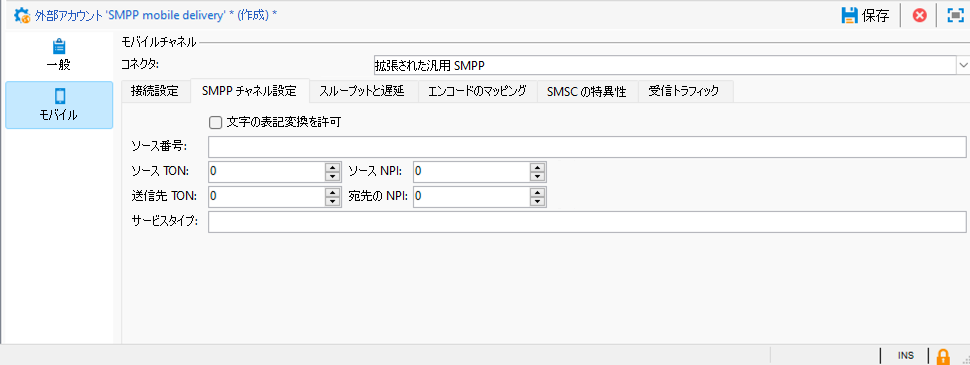 外部アカウント 'SMPP mobile delivery' * (作成) *
保存
一般
モバイル
モバイルチャネル
コネクタ: 拡張された汎用 SMPP
接続設定 SMPP チャネル設定 スループットと遅延 エンコードのマッピング SMSC の特異性 受信トラフィック
文字の表記変換を許可
ソース番号:
ソース TON: 0 ソース NPI: 0
送信先 TON: 0 宛先の NPI: 0
サービスタイプ:
INS